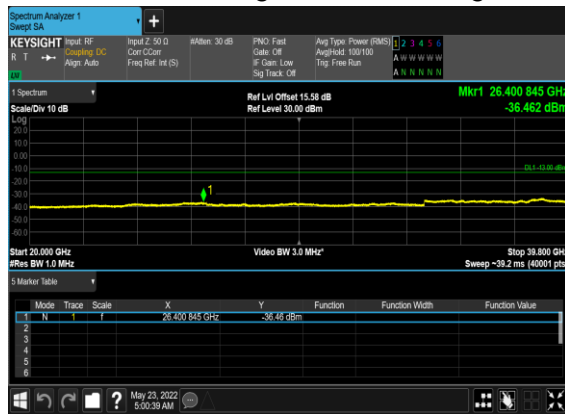 Spectrum Analyzer 1
Swept SA
KEYSIGHT
R T
LXI
Input: RF
Coupling: DC
Align: Auto
Input Z: 50 Ω
Corr CCorr
Freq Ref: Int (S)
#Atten: 30 dB
PNO: Fast
Gate: Off
IF Gain: Low
Sig Track: Off
Avg Type: Power (RMS)
Avg|Hold: 100/100
Trig: Free Run
1 2 3 4 5 6
A W W W W W
A N N N N N
1 Spectrum
Scale/Div 10 dB
Ref Lvl Offset 15.58 dB
Ref Level 30.00 dBm
Mkr1 26.400 845 GHz
-36.462 dBm
Log
20.0
10.0
0.00
-10.0
-20.0
-30.0
-40.0
-50.0
-60.0
DL1 -13.00 dBm
1
Start 20.000 GHz
#Res BW 1.0 MHz
Video BW 3.0 MHz*
Stop 39.800 GHz
Sweep ~39.2 ms (40001 pts
5 Marker Table
Mode Trace Scale X Y Function Function Width Function Value
1 N 1 f 26.400 845 GHz -36.46 dBm
2
3
4
5
6
? May 23, 2022
5:00:39 AM